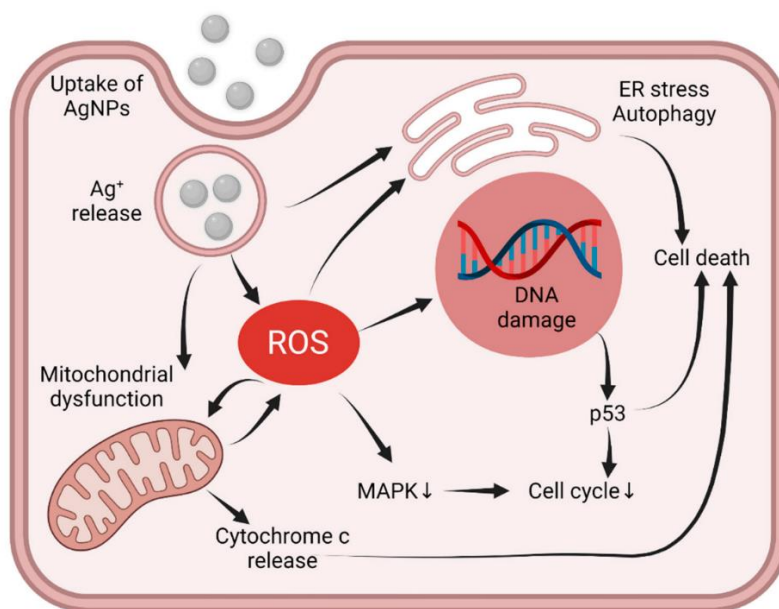 Uptake of
AgNPs
ER stress
Autophagy
Ag⁺
release
Cell death
DNA
damage
ROS
Mitochondrial
dysfunction
p53
MAPK↓
Cell cycle↓
Cytochrome c
release